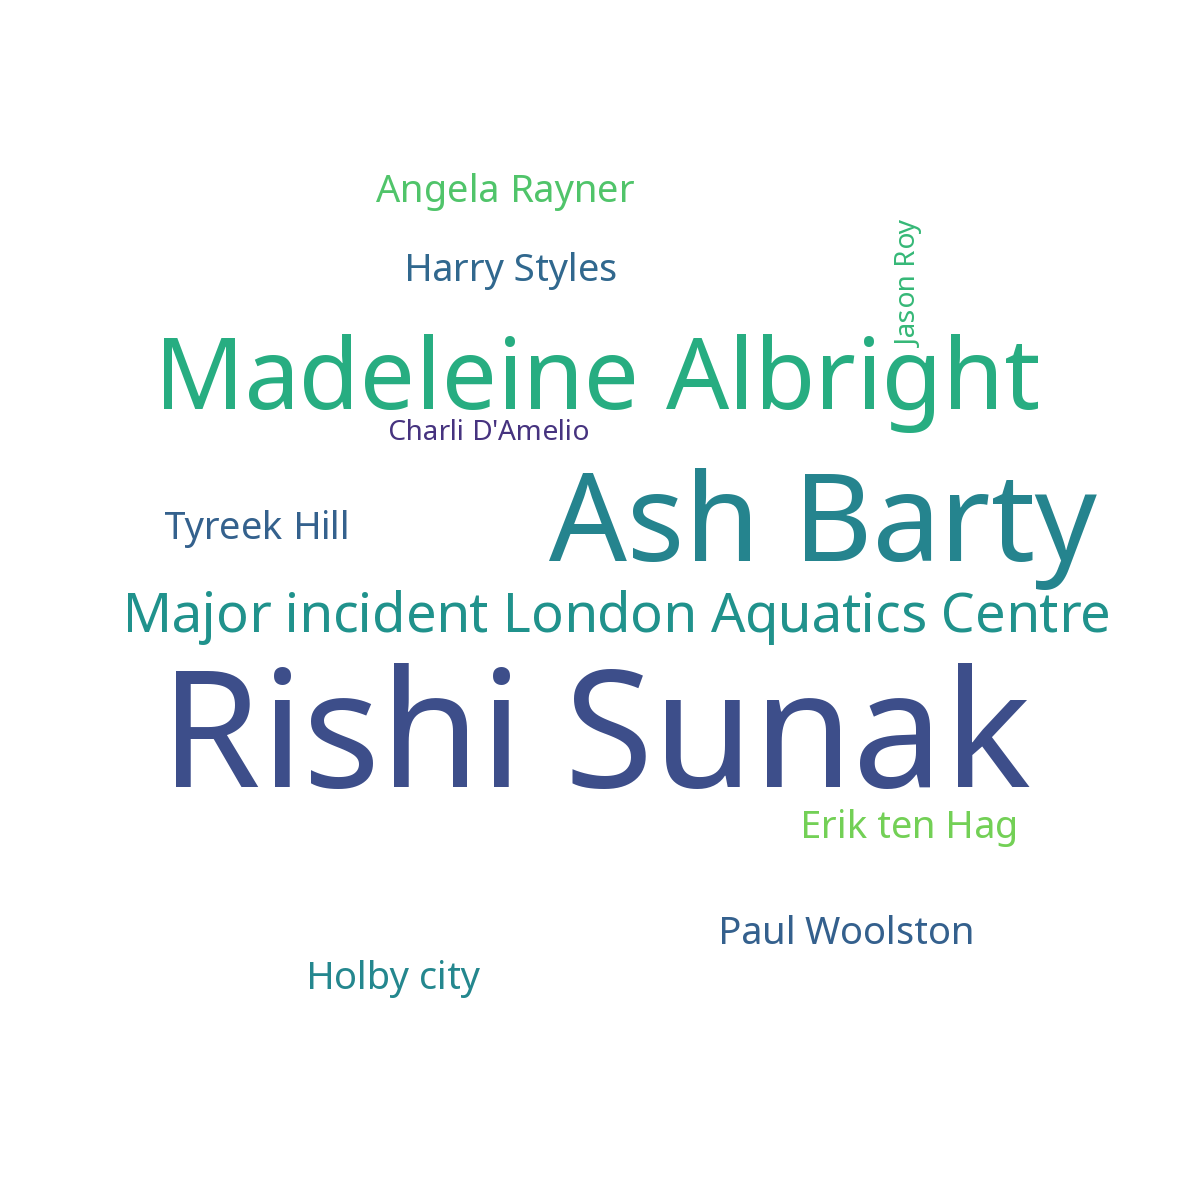 Angela Rayner
Jason Roy
Harry Styles
Madeleine Albright
Charli D'Amelio
Ash Barty
Tyreek Hill
Major incident London Aquatics Centre
Rishi Sunak
Erik ten Hag
Paul Woolston
Holby city